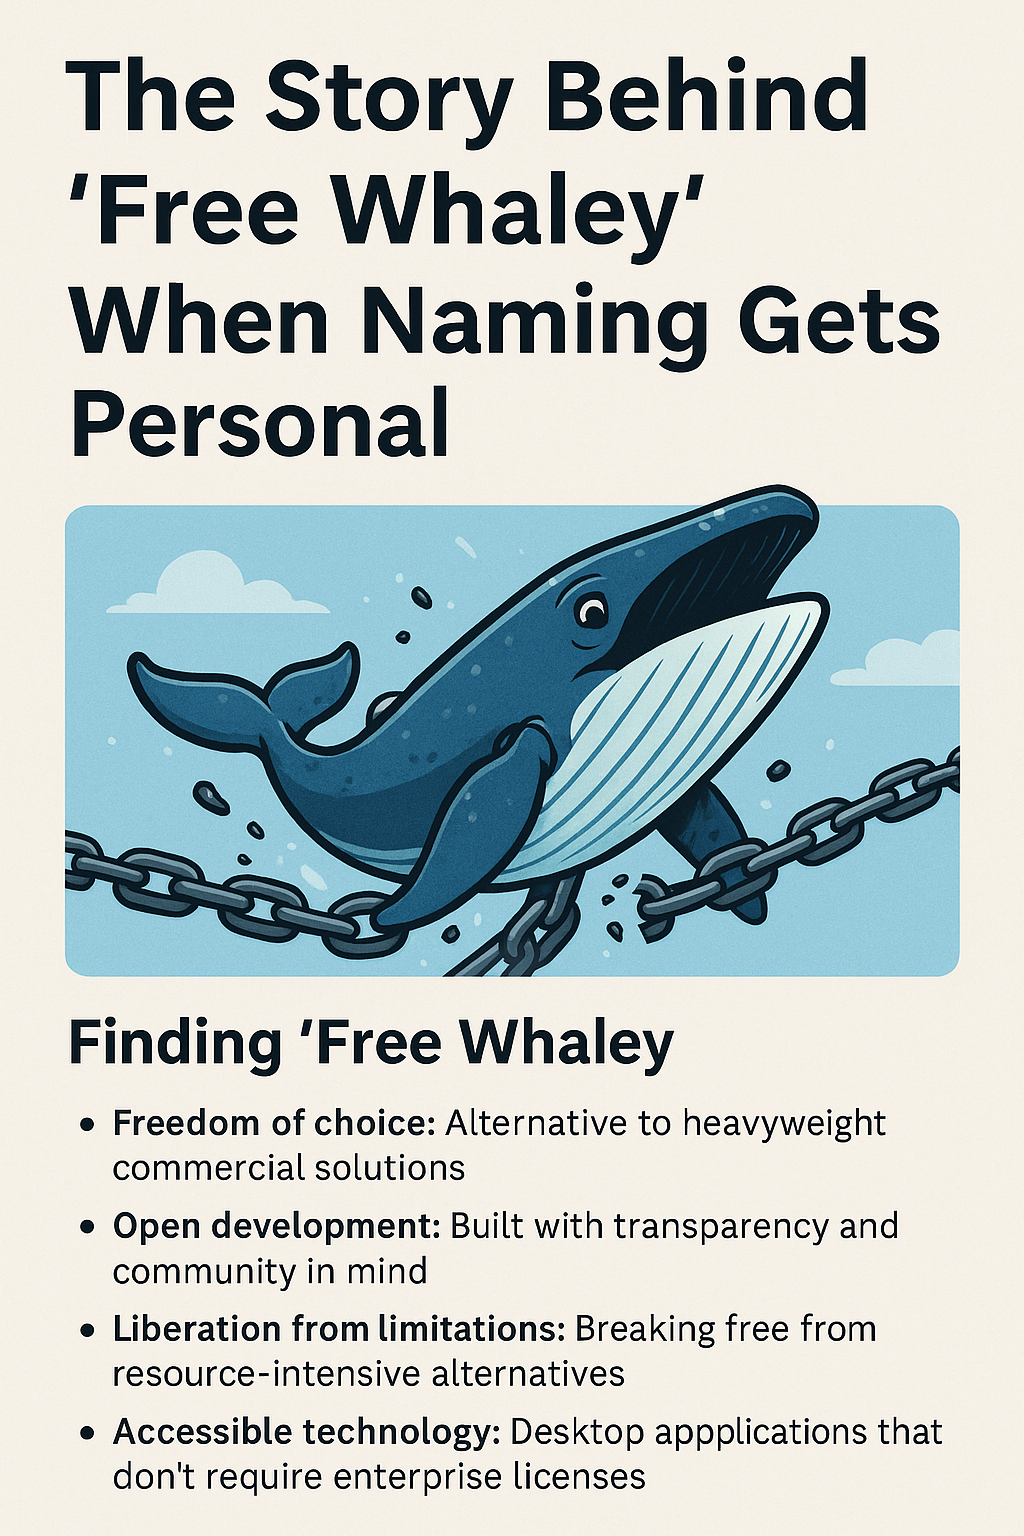 The Story Behind
'Free Whaley'
When Naming Gets
Personal
Finding 'Free Whaley
• Freedom of choice: Alternative to heavyweight
commercial solutions
• Open development: Built with transparency and
community in mind
• Liberation from limitations: Breaking free from
resource-intensive alternatives
• Accessible technology: Desktop appplications that
don't require enterprise licenses